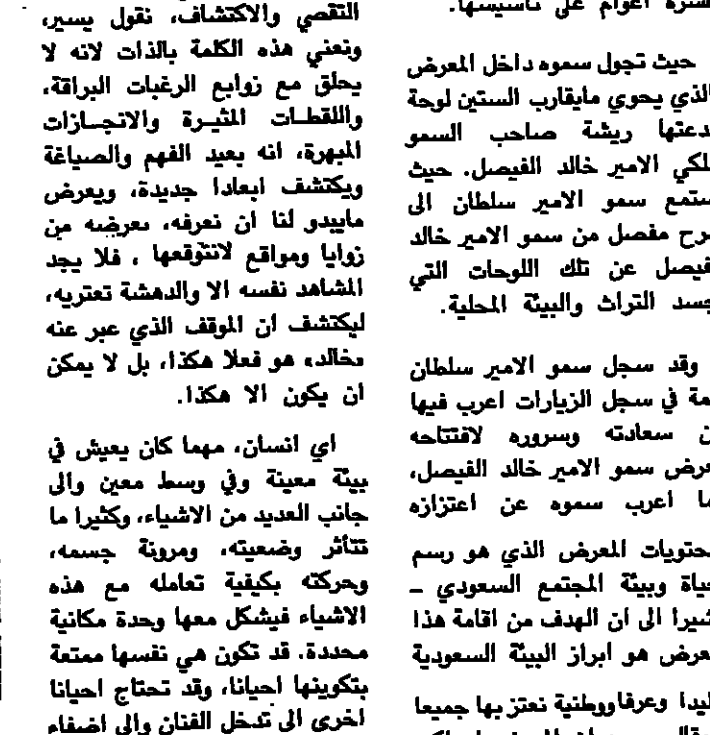 عشرة اعوام على تأسيسها.
حيث تجول سموه داخل المعرض
الذي يحوي مايقارب الستين لوحة
ريشة صاحب السمو
الملكي الامير خالد الفيصل. حيث
استمع سمو الامير سلطان الى
شرح مفصل من سمو الامير خالد
الفيصل عن تلك اللوحات التي
تجسد التراث والبيئة المحلية.
وقد سجل سمو الامير سلطان
كلمة في سجل الزيارات اعرب فيها
عن سعادته وسروره لافتتاحه
معرض سمو الامير خالد الفيصل،
كما اعرب سموه عن اعتزازه
بمحتويات المعرض الذي هو رسم
حياة وبيئة المجتمع السعودي ـ
مشيرا الى ان الهدف من اقامة هذا
المعرض هو ابراز البيئة السعودية
وعرفاووطنية نعتز بها جميعا
التقصي والاكتشاف، نقول يسير،
ونعني هذه الكلمة بالذات لانه لا
يحلق مع زوابع الرغبات البراقة،
واللقطات المثيرة والانجازات
المبهرة، انه بعيد الفهم والصياغة
ويكتشف ابعادا جديدة، ويعرض
مايبدو لنا ان نعرفه، يعرضه من
زوايا ومواقع لانتوقعها ، فلا يجد
المشاهد نفسه الا والدهشة تعتريه،
ليكتشف ان الموقف الذي عبر عنه
«خالد» هو فعلا هكذا، بل لا يمكن
ان يكون الا هكذا.
اي انسان، مهما كان يعيش في
بيئة معينة وفي وسط معين والى
جانب العديد من الاشياء، وكثيرا ما
تتأثر وضعيته، ومرونة جسمه،
وحركته بكيفية تعامله مع هذه
الاشياء فيشكل معها وحدة مكانية
محددة. قد تكون هي نفسها ممتعة
بتكوينها احيانا، وقد تحتاج احيانا
اخرى الى تدخل الفنان والى اضفاء